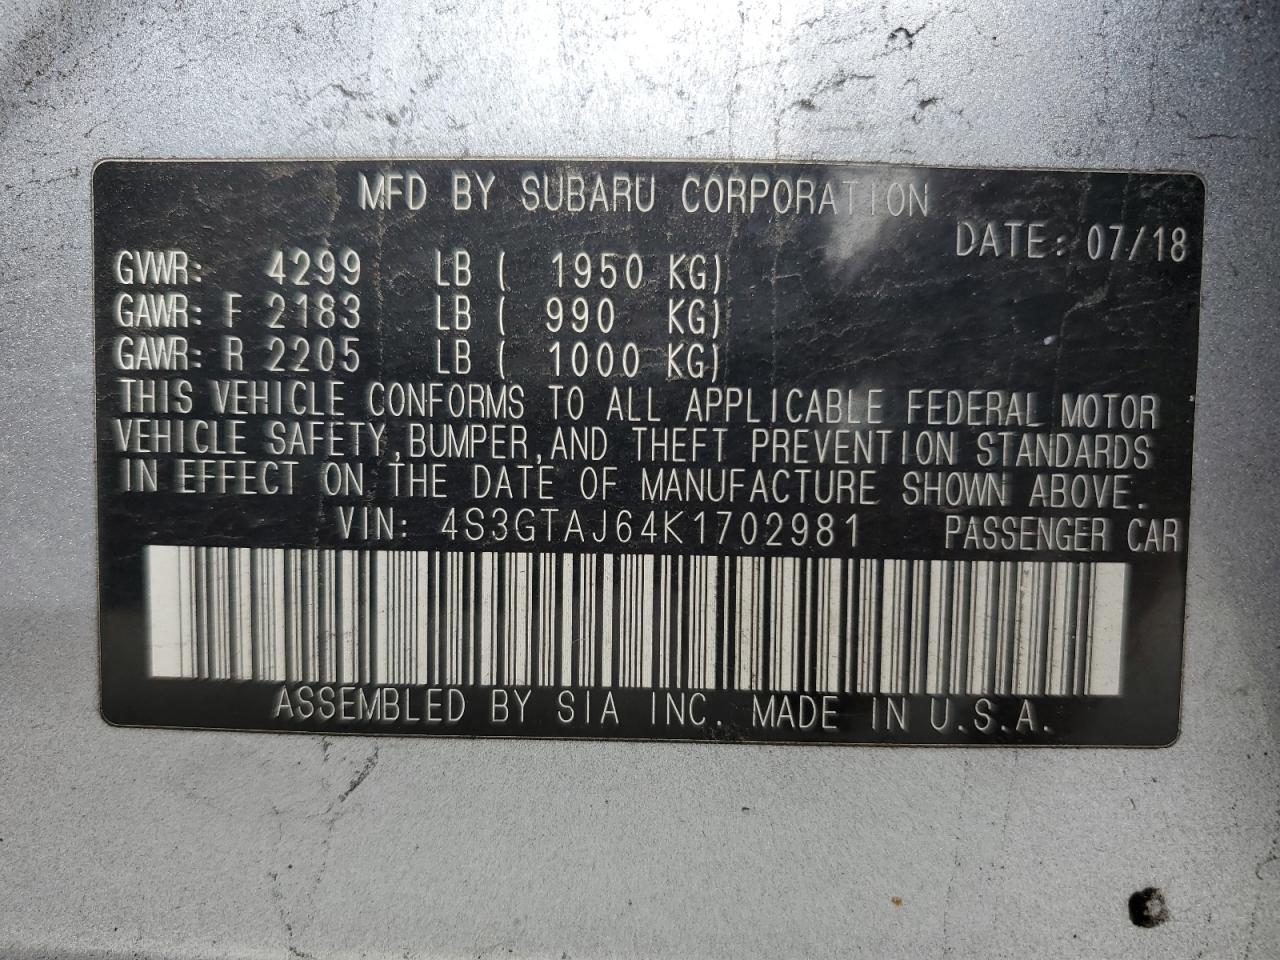 MFD BY SUBARU CORPORATION
DATE: 07/18
GVWR: 4299 LB ( 1950 KG)
GAWR: F 2183 LB ( 990 KG)
GAWR: R 2205 LB ( 1000 KG)
THIS VEHICLE CONFORMS TO ALL APPLICABLE FEDERAL MOTOR
VEHICLE SAFETY,BUMPER,AND THEFT PREVENTION STANDARDS
IN EFFECT ON THE DATE OF MANUFACTURE SHOWN ABOVE.
VIN: 4S3GTAJ64K1702981 PASSENGER CAR
ASSEMBLED BY SIA INC. MADE IN U.S.A.